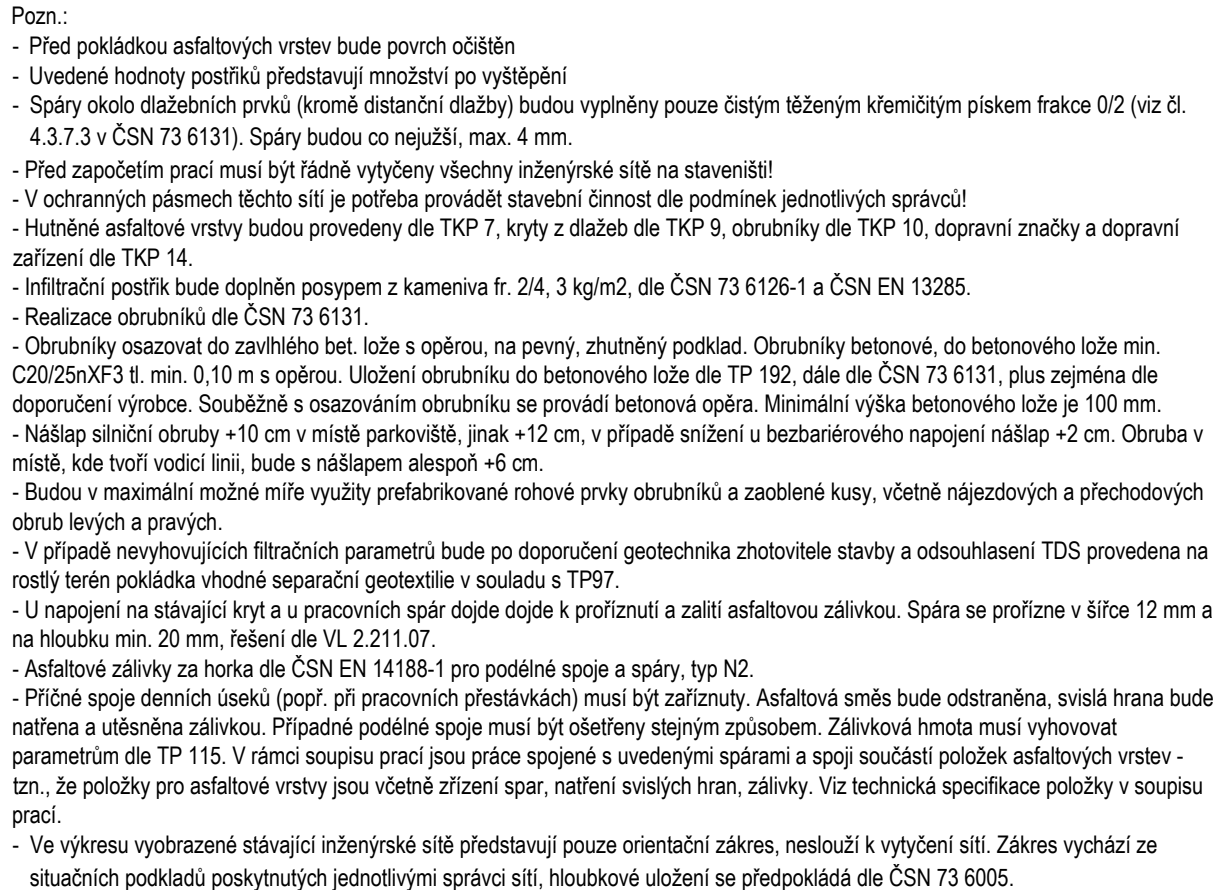 Pozn.:
- Před pokládkou asfaltových vrstev bude povrch očištěn
- Uvedené hodnoty postřiků představují množství po vyštěpění
- Spáry okolo dlažebních prvků (kromě distanční dlažby) budou vyplněny pouze čistým těženým křemičitým pískem frakce 0/2 (viz čl.
4.3.7.3 v ČSN 73 6131). Spáry budou co nejužší, max. 4 mm.
- Před započetím prací musí být řádně vytyčeny všechny inženýrské sítě na staveništi!
- V ochranných pásmech těchto sítí je potřeba provádět stavební činnost dle podmínek jednotlivých správců!
- Hutněné asfaltové vrstvy budou provedeny dle TKP 7, kryty z dlažeb dle TKP 9, obrubníky dle TKP 10, dopravní značky a dopravní
zařízení dle TKP 14.
- Infiltrační postřik bude doplněn posypem z kameniva fr. 2/4, 3 kg/m2, dle ČSN 73 6126-1 a ČSN EN 13285.
- Realizace obrubníků dle ČSN 73 6131.
- Obrubníky osazovat do zavlhlého bet. lože s opěrou, na pevný, zhutněný podklad. Obrubníky betonové, do betonového lože min.
C20/25nXF3 tl. min. 0,10 m s opěrou. Uložení obrubníku do betonového lože dle TP 192, dále dle ČSN 73 6131, plus zejména dle
doporučení výrobce. Souběžně s osazováním obrubníku se provádí betonová opěra. Minimální výška betonového lože je 100 mm.
- Nášlap silniční obruby +10 cm v místě parkoviště, jinak +12 cm, v případě snížení u bezbariérového napojení nášlap +2 cm. Obruba v
místě, kde tvoří vodicí linii, bude s nášlapem alespoň +6 cm.
- Budou v maximální možné míře využity prefabrikované rohové prvky obrubníků a zaoblené kusy, včetně nájezdových a přechodových
obrub levých a pravých.
- V případě nevyhovujících filtračních parametrů bude po doporučení geotechnika zhotovitele stavby a odsouhlasení TDS provedena na
rostlý terén pokládka vhodné separační geotextilie v souladu s TP97.
- U napojení na stávající kryt a u pracovních spár dojde dojde k proříznutí a zalití asfaltovou zálivkou. Spára se prořízne v šířce 12 mm a
na hloubku min. 20 mm, řešení dle VL 2.211.07.
- Asfaltové zálivky za horka dle ČSN EN 14188-1 pro podélné spoje a spáry, typ N2.
- Příčné spoje denních úseků (popř. při pracovních přestávkách) musí být zaříznuty. Asfaltová směs bude odstraněna, svislá hrana bude
natřena a utěsněna zálivkou. Případné podélné spoje musí být ošetřeny stejným způsobem. Zálivková hmota musí vyhovovat
parametrům dle TP 115. V rámci soupisu prací jsou práce spojené s uvedenými spárami a spoji součástí položek asfaltových vrstev -
tzn., že položky pro asfaltové vrstvy jsou včetně zřízení spar, natření svislých hran, zálivky. Viz technická specifikace položky v soupisu
prací.
- Ve výkresu vyobrazené stávající inženýrské sítě představují pouze orientační zákres, neslouží k vytyčení sítí. Zákres vychází ze
situačních podkladů poskytnutých jednotlivými správci sítí, hloubkové uložení se předpokládá dle ČSN 73 6005.